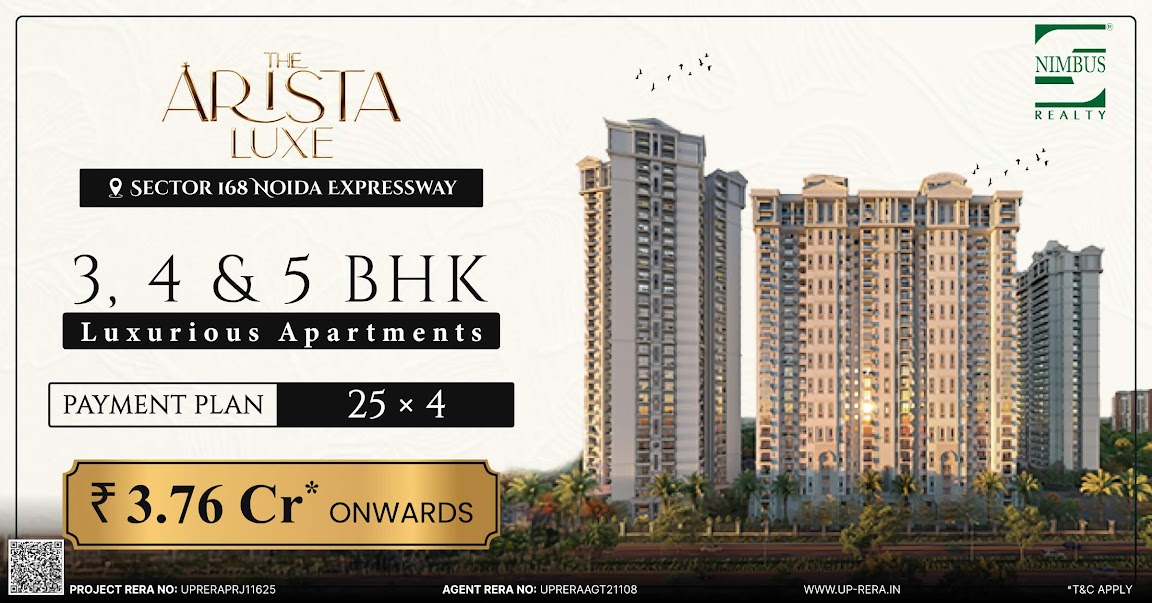 THE
ARISTA
LUXE
SECTOR 168 NOIDA EXPRESSWAY
3, 4 & 5 BHK
Luxurious Apartments
PAYMENT PLAN 25 × 4
₹ 3.76 Cr* ONWARDS
NIMBUS
®
REALTY
PROJECT RERA NO: UPRERAPRJ11625 AGENT RERA NO: UPRERAAGT21108 WWW.UP-RERA.IN *T&C APPLY